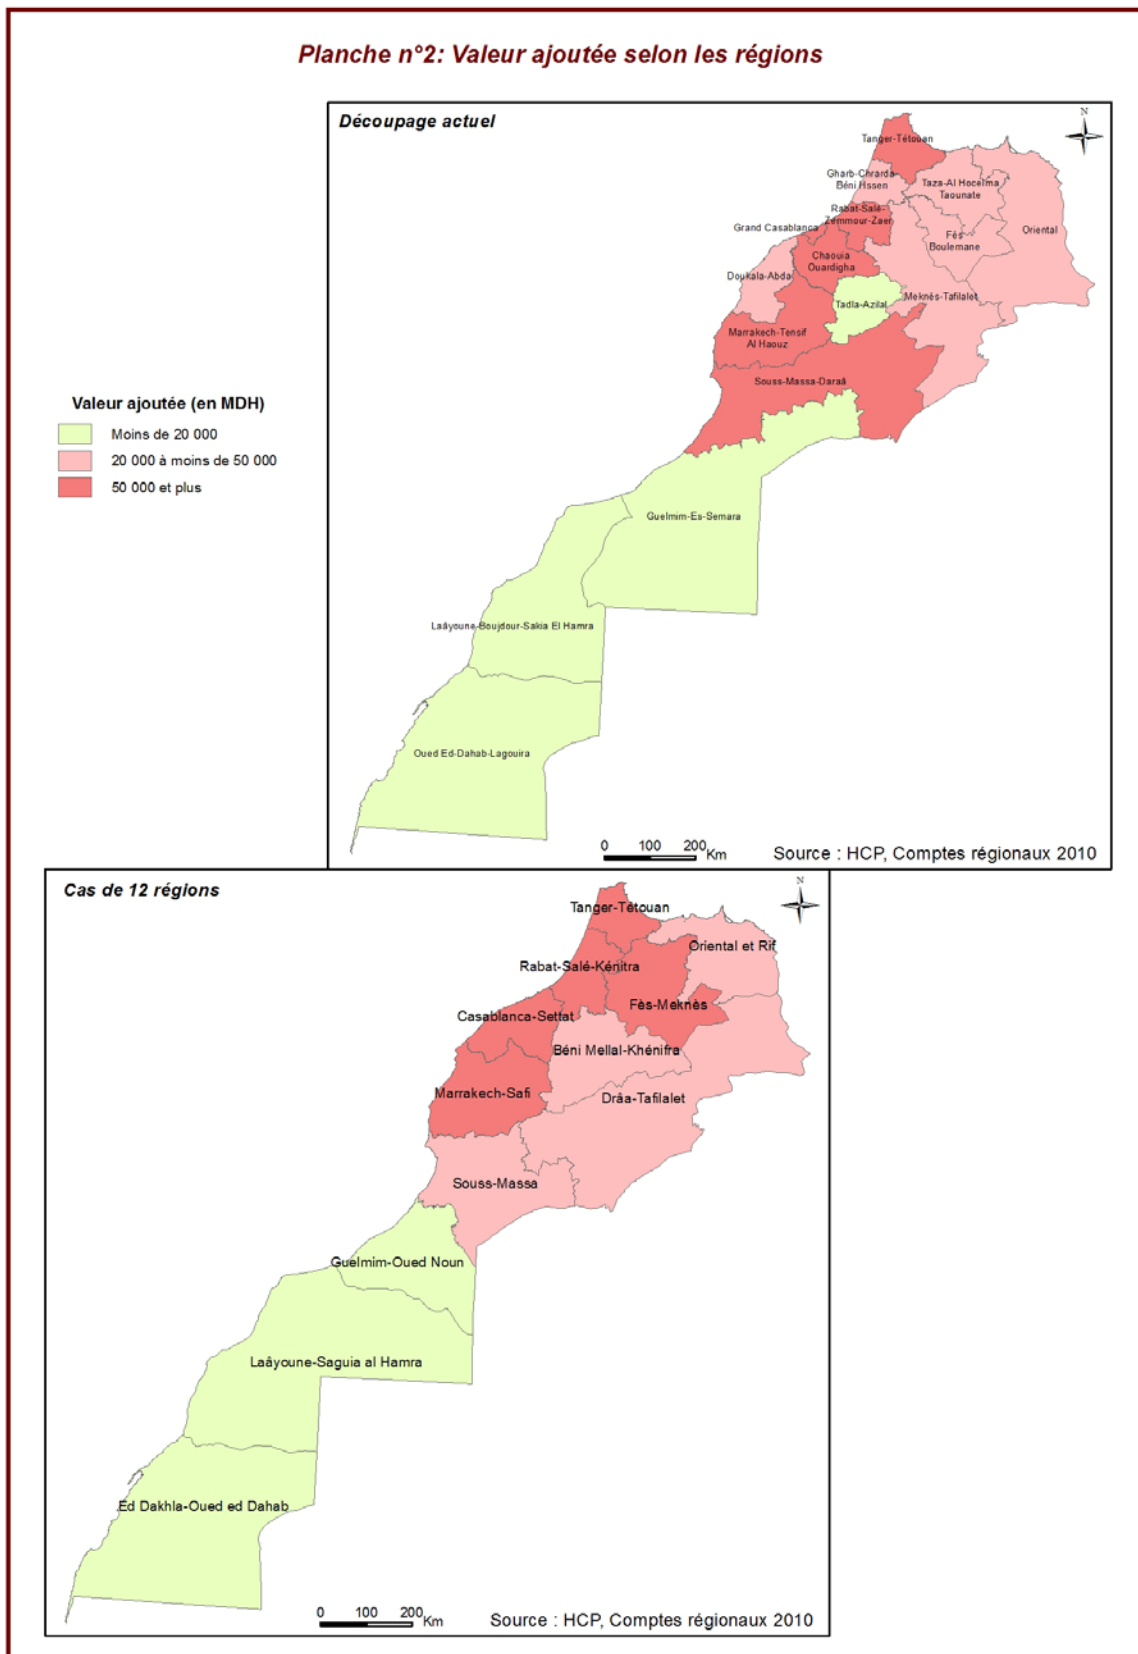 Planche n°2: Valeur ajoutée selon les régions
Découpage actuel
N
Tanger-Tétouan
Gharb-Chrarda-
Béni Hssen
Taza-Al Hoceïma
Taounate
Rabat-Salé-
Zemmour-Zaer
Grand Casablanca
Fès
Boulemane
Oriental
Chaouia
Ouardigha
Doukala-Abda
Tadla-Azilal
Meknès-Tafilalet
Marrakech-Tensif
Al Haouz
Souss-Massa-Daraâ
Valeur ajoutée (en MDH)
Moins de 20 000
20 000 à moins de 50 000
50 000 et plus
Guelmim-Es-Semara
Laâyoune-Boujdour-Sakia El Hamra
Oued Ed-Dahab-Lagouira
0 100 200
Km
Source : HCP, Comptes régionaux 2010
Cas de 12 régions
N
Tanger-Tétouan
Oriental et Rif
Rabat-Salé-Kénitra
Fès-Meknès
Casablanca-Settat
Béni Mellal-Khénifra
Marrakech-Safi
Drâa-Tafilalet
Souss-Massa
Guelmim-Oued Noun
Laâyoune-Saguia al Hamra
Ed Dakhla-Oued ed Dahab
0 100 200
Km
Source : HCP, Comptes régionaux 2010